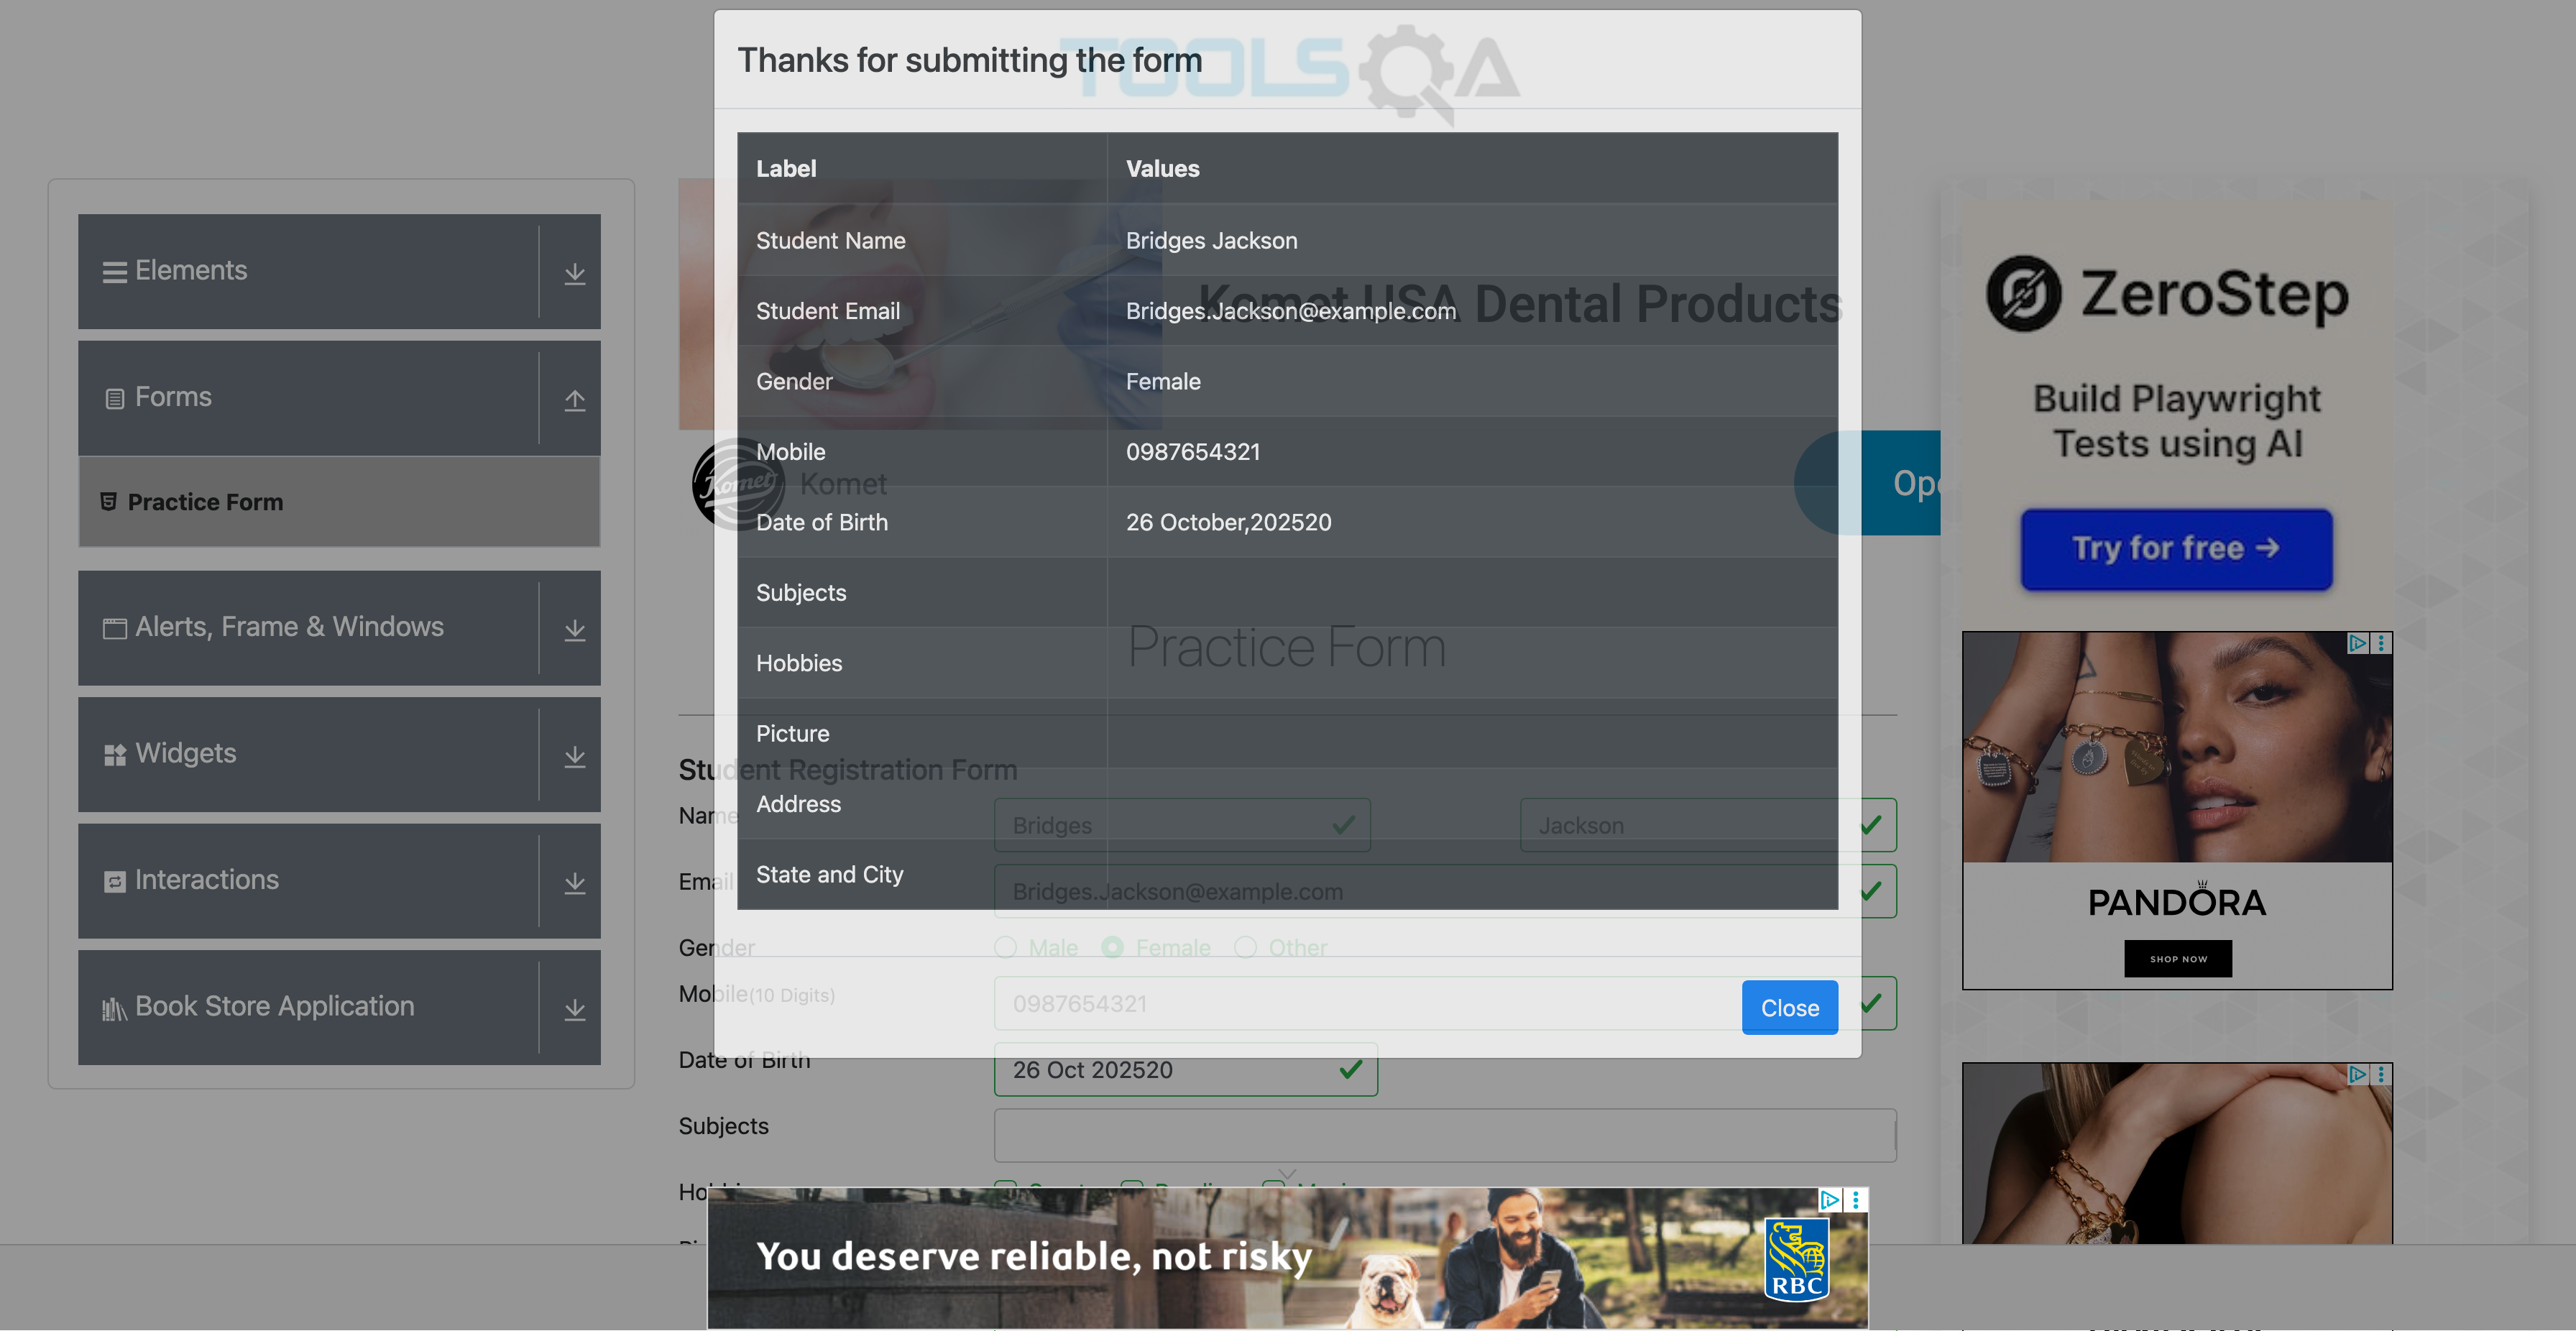 TOOLSQA
Thanks for submitting the form
Label Values
Student Name Bridges Jackson
Student Email Bridges.Jackson@example.com
Gender Female
Mobile 0987654321
Date of Birth 26 October,202520
Subjects
Hobbies
Picture
Address
State and City
Close
Elements
Forms
Practice Form
Alerts, Frame & Windows
Widgets
Interactions
Book Store Application
Komet USA Dental Products
Komet
Komet
Practice Form
Student Registration Form
Name Bridges Jackson
Email Bridges.Jackson@example.com
Gender Male Female Other
Mobile(10 Digits) 0987654321
Date of Birth 26 Oct 202520
Subjects
You deserve reliable, not risky
RBC
ZeroStep
Build Playwright
Tests using AI
Try for free →
PANDORA
SHOP NOW